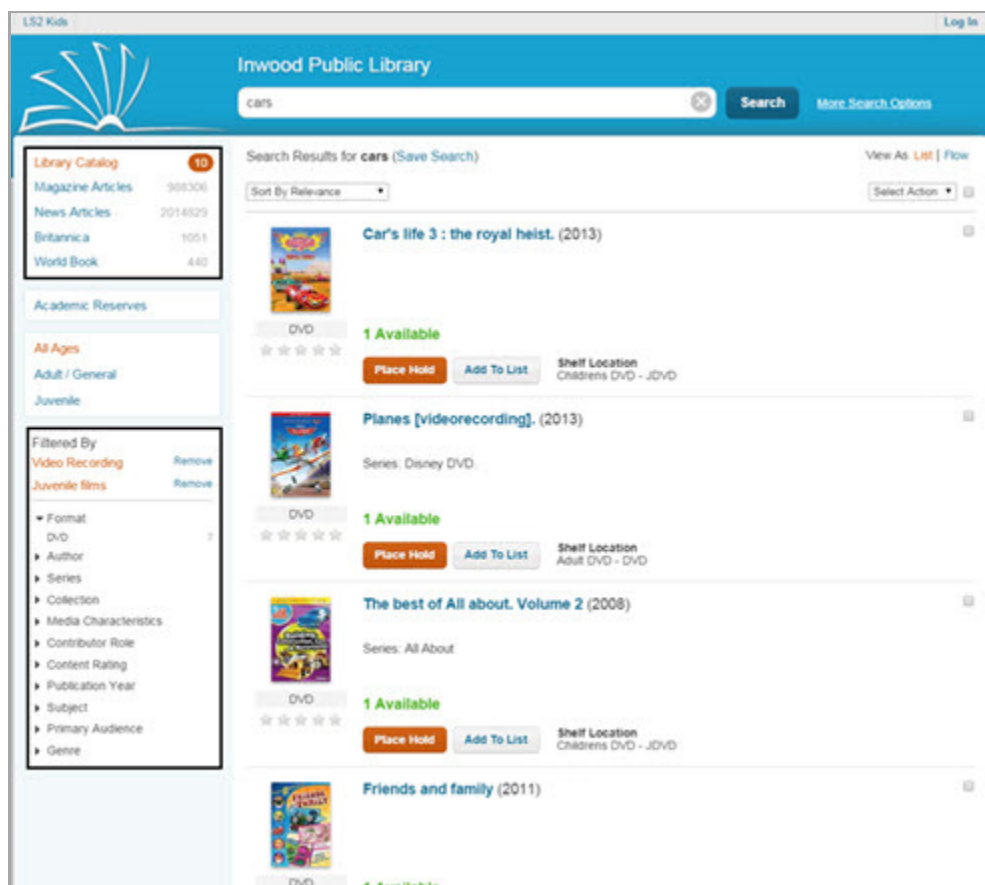 LS2 Kids
Log In
Inwood Public Library
cars
Search
More Search Options
Library Catalog 10
Magazine Articles 988306
News Articles 2014829
Britannica 1051
World Book 440
Academic Reserves
All Ages
Adult / General
Juvenile
Filtered By
Video Recording Remove
Juvenile films Remove
Format
DVD
Author
Series
Collection
Media Characteristics
Contributor Role
Content Rating
Publication Year
Subject
Primary Audience
Genre
Search Results for cars (Save Search)
View As List | Flow
Sort By Relevance
Select Action
Car's life 3 : the royal heist. (2013)
DVD
1 Available
Place Hold
Add To List
Shelf Location
Childrens DVD - JDVD
Planes [videorecording]. (2013)
Series: Disney DVD.
DVD
1 Available
Place Hold
Add To List
Shelf Location
Adult DVD - DVD
The best of All about. Volume 2 (2008)
Series: All About
DVD
1 Available
Place Hold
Add To List
Shelf Location
Childrens DVD - JDVD
Friends and family (2011)
FRIENDS
FAMILY
DVD
1 Available